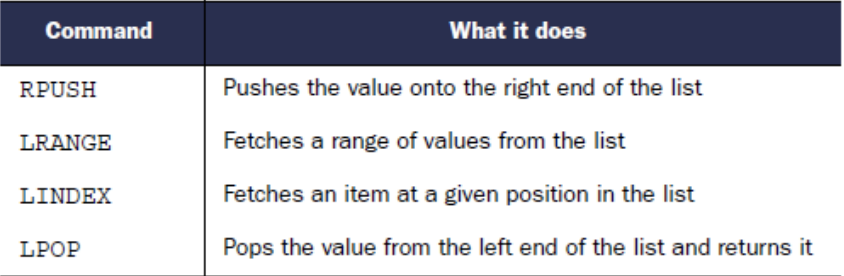 Command What it does
RPUSH Pushes the value onto the right end of the list
LRANGE Fetches a range of values from the list
LINDEX Fetches an item at a given position in the list
LPOP Pops the value from the left end of the list and returns it